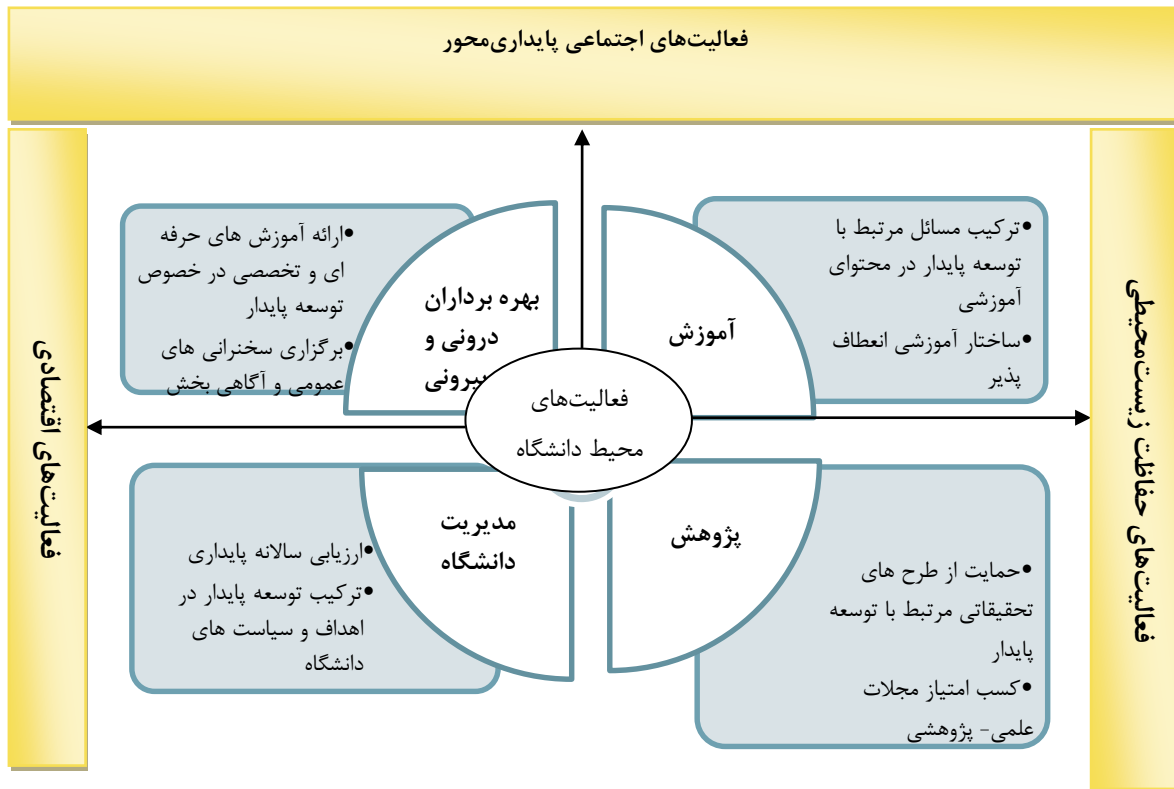 فعالیت‌های اجتماعی پایداری‌محور
•ترکیب مسائل مرتبط با
توسعه پایدار در محتوای
آموزشی
•ساختار آموزشی انعطاف
پذیر
آموزش
بهره برداران
درونی و
بیرونی
•ارائه آموزش های حرفه
ای و تخصصی در خصوص
توسعه پایدار
•برگزاری سخنرانی های
عمومی و آگاهی بخش
فعالیت‌های
محیط دانشگاه
پژوهش
•حمایت از طرح های
تحقیقاتی مرتبط با توسعه
پایدار
•کسب امتیاز مجلات
علمی- پژوهشی
مدیریت
دانشگاه
•ارزیابی سالانه پایداری
•ترکیب توسعه پایدار در
اهداف و سیاست های
دانشگاه
فعالیت‌های حفاظت زیست‌محیطی
فعالیت‌های اقتصادی